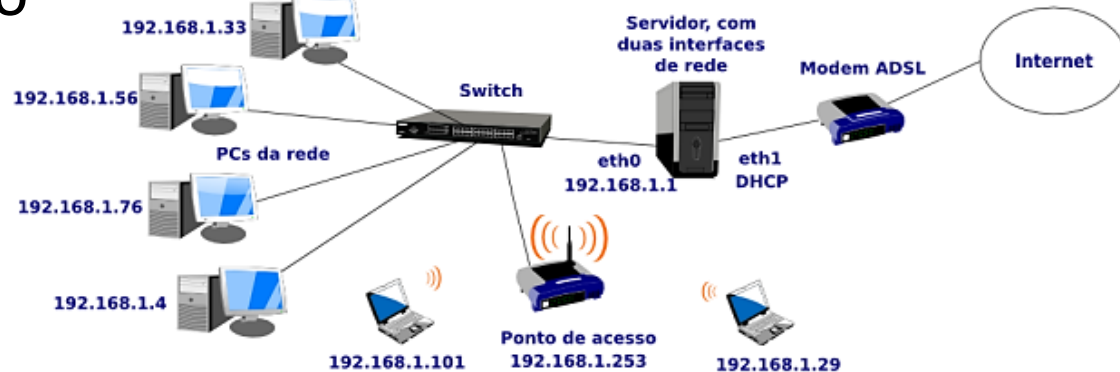 192.168.1.33
Servidor, com
duas interfaces
de rede
Modem ADSL
Internet
192.168.1.56
Switch
PCs da rede
eth0
192.168.1.1
eth1
DHCP
192.168.1.76
192.168.1.4
Ponto de acesso
192.168.1.253
192.168.1.101
192.168.1.29